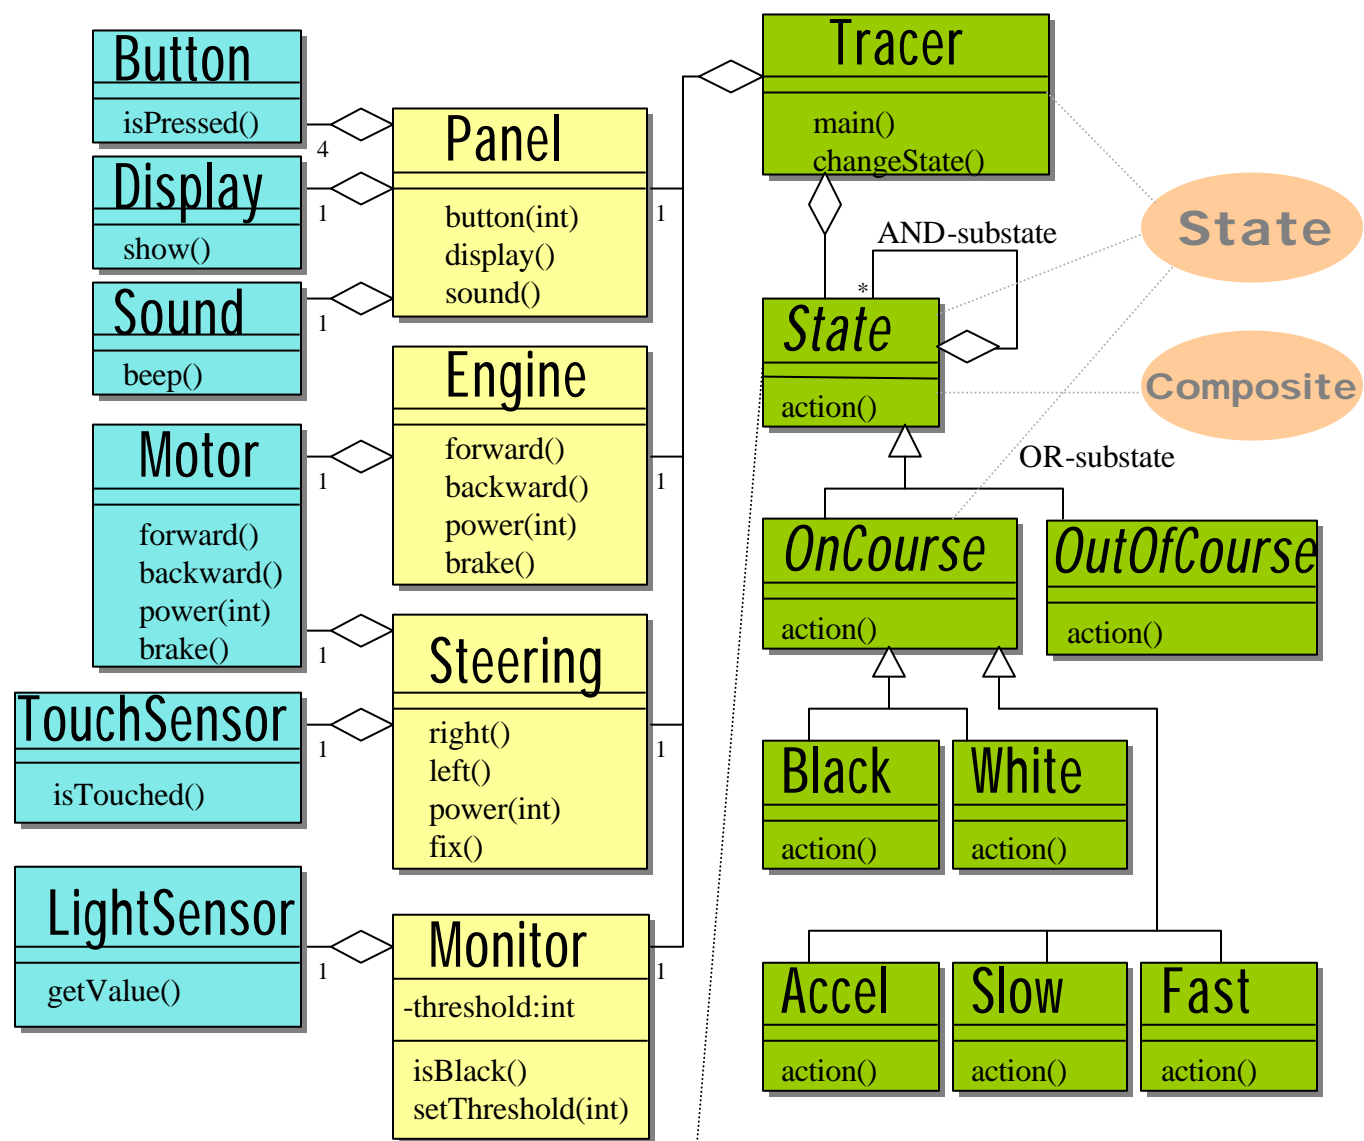 Button
isPressed()
4
Display
show()
1
Sound
beep()
1
Motor
forward()
backward()
power(int)
brake()
1
1
TouchSensor
isTouched()
1
LightSensor
getValue()
1
Panel
button(int)
display()
sound()
1
Engine
forward()
backward()
power(int)
brake()
1
Steering
right()
left()
power(int)
fix()
1
Monitor
-threshold:int
isBlack()
setThreshold(int)
1
Tracer
main()
changeState()
AND-substate
*
State
action()
State
Composite
OR-substate
OnCourse
action()
OutOfCourse
action()
Black
action()
White
action()
Accel
action()
Slow
action()
Fast
action()